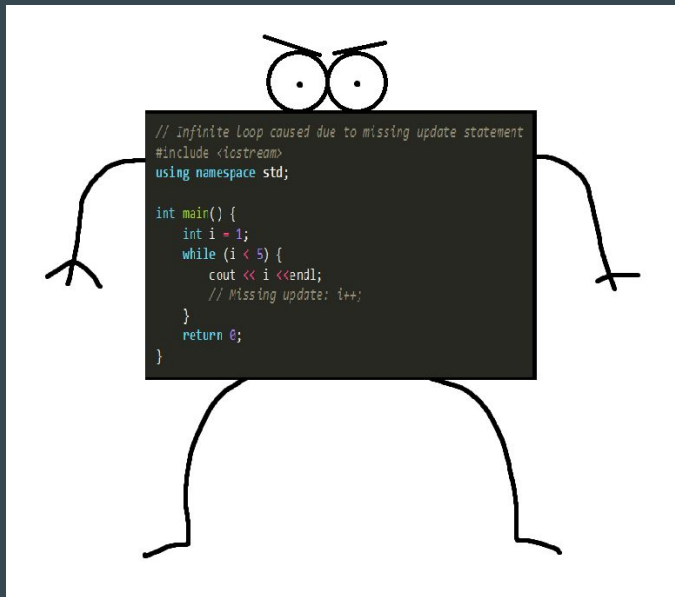 // Infinite Loop caused due to missing update statement
#include <iostream>
using namespace std;
int main() {
int i = 1;
while (i < 5) {
cout << i <<endl;
// Missing update: i++;
}
return 0;
}